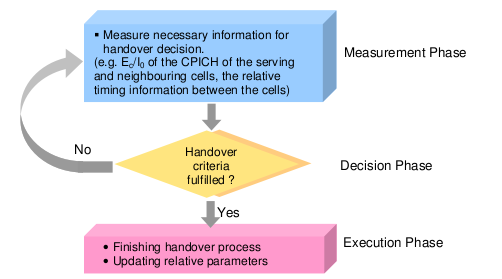 ▪ Measure necessary information for
handover decision.
(e.g. Ec/I0 of the CPICH of the serving
and neighbouring cells, the relative
timing information between the cells)
Measurement Phase
No
Handover
criteria
fulfilled ?
Decision Phase
Yes
• Finishing handover process
• Updating relative parameters
Execution Phase